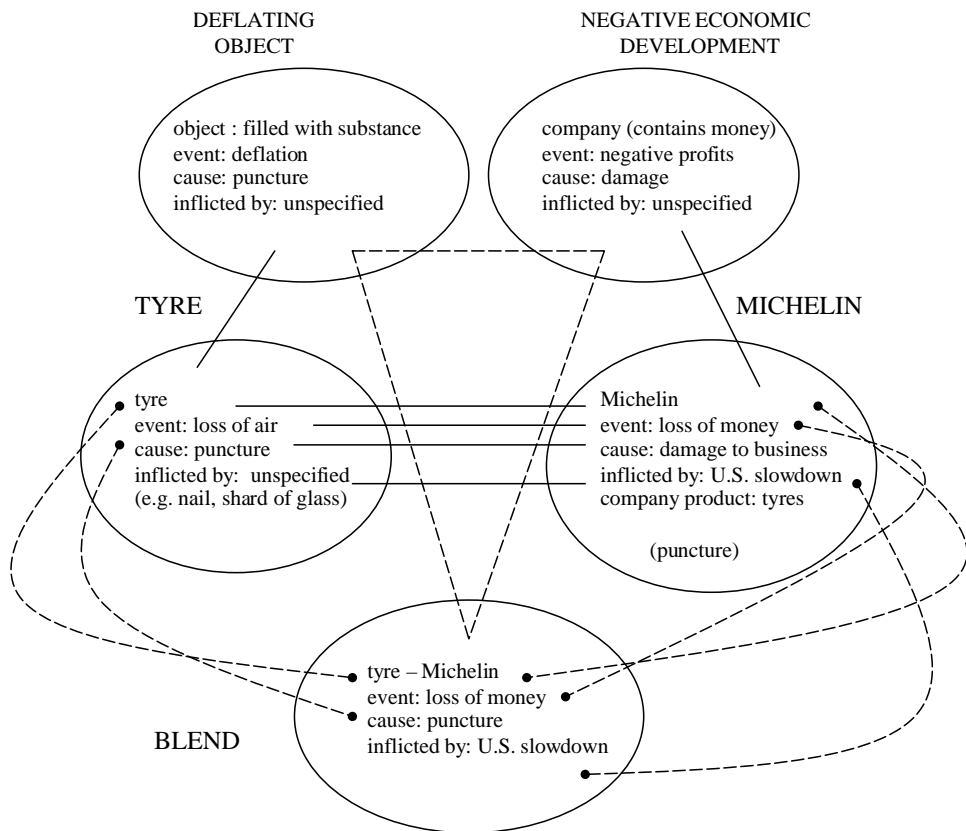 DEFLATING
OBJECT
NEGATIVE ECONOMIC
DEVELOPMENT
object : filled with substance
event: deflation
cause: puncture
inflicted by: unspecified
company (contains money)
event: negative profits
cause: damage
inflicted by: unspecified
TYRE
MICHELIN
tyre
event: loss of air
cause: puncture
inflicted by: unspecified
(e.g. nail, shard of glass)
Michelin
event: loss of money
cause: damage to business
inflicted by: U.S. slowdown
company product: tyres
(puncture)
tyre – Michelin
event: loss of money
cause: puncture
inflicted by: U.S. slowdown
BLEND